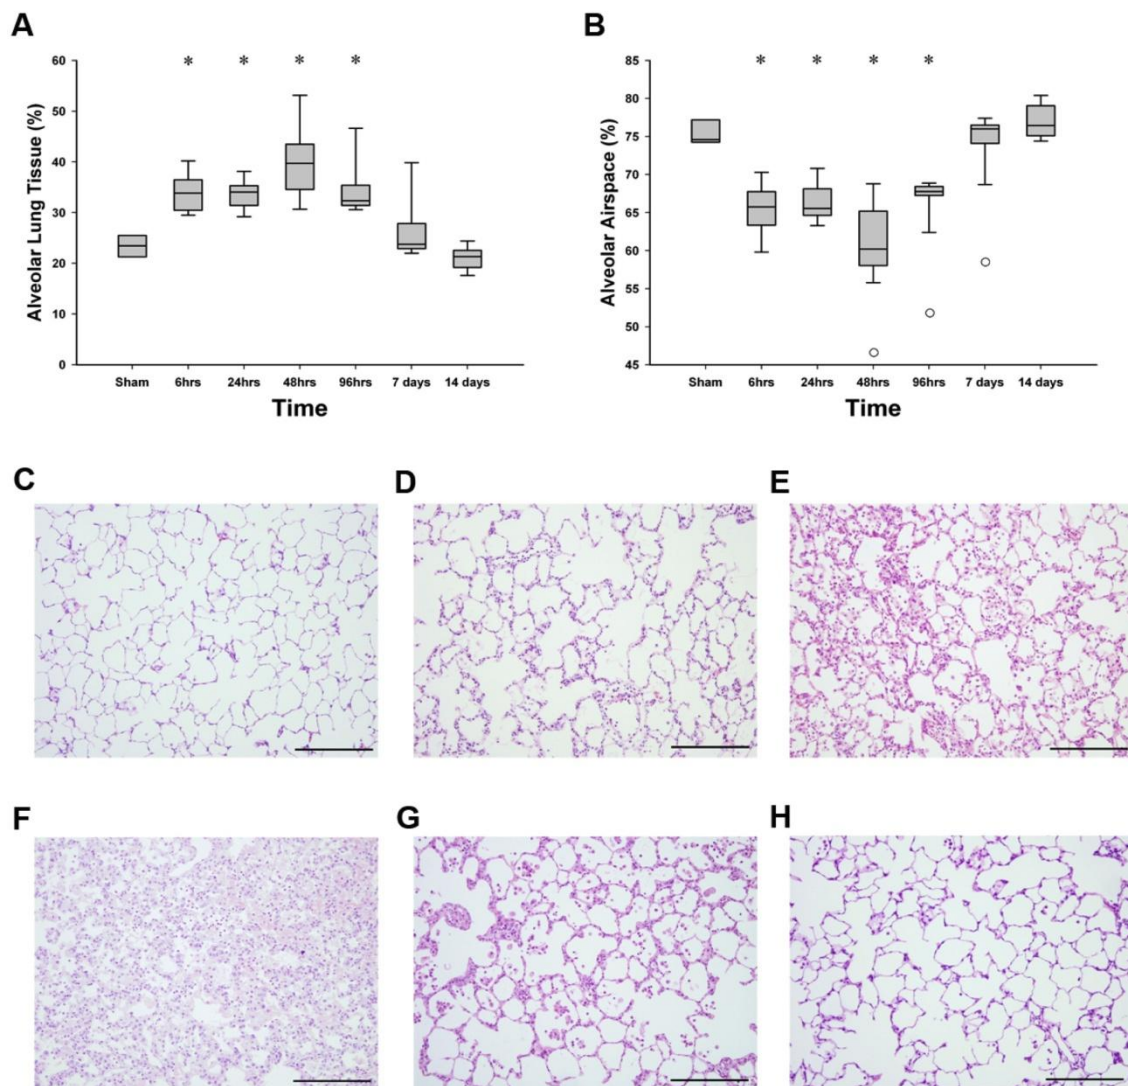 A
B
Alveolar Lung Tissue (%)
60
50
40
30
20
10
0
* * * *
Sham 6hrs 24hrs 48hrs 96hrs 7 days 14 days
Time
Alveolar Airspace (%)
85
80
75
70
65
60
55
50
45
* * * *
Sham 6hrs 24hrs 48hrs 96hrs 7 days 14 days
Time
C
D
E
F
G
H